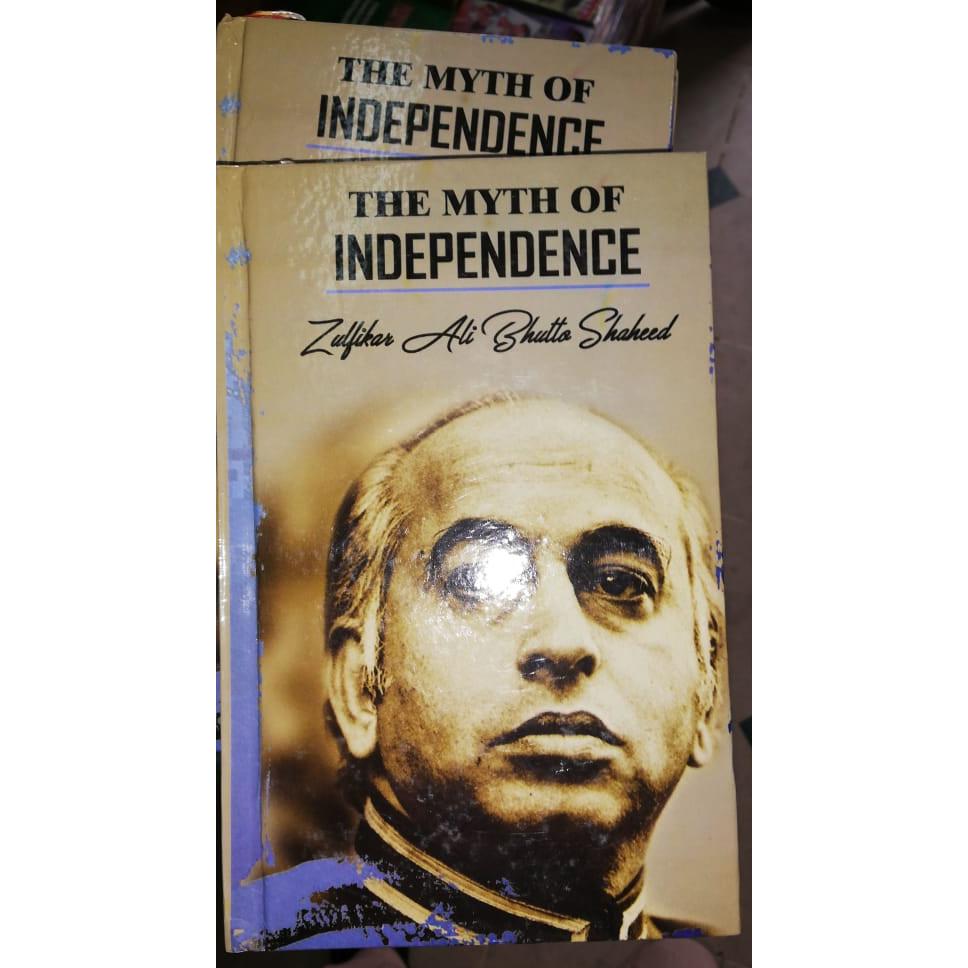 THE MYTH OF
INDEPENDENCE
THE MYTH OF
INDEPENDENCE
Zulfikar Ali Bhutto Shaheed